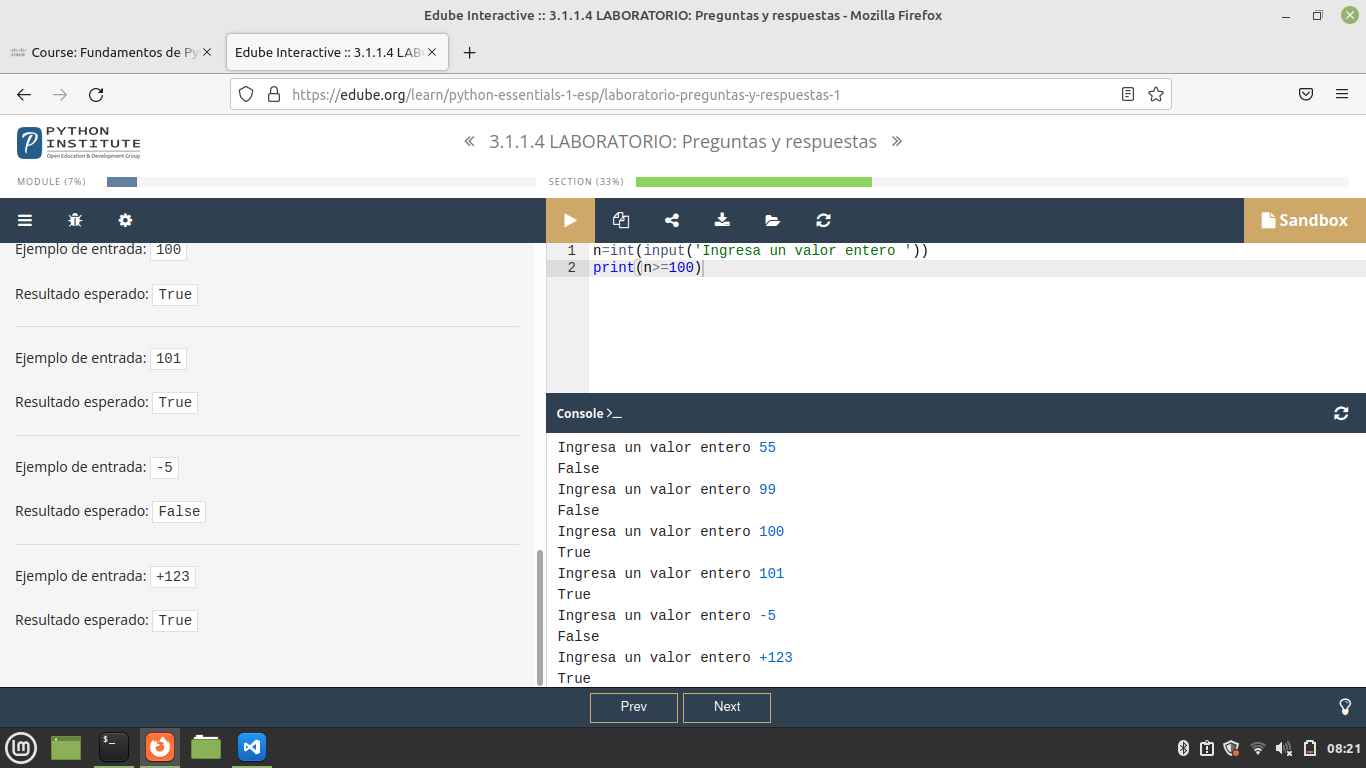 Edube Interactive :: 3.1.1.4 LABORATORIO: Preguntas y respuestas - Mozilla Firefox
Course: Fundamentos de Py
Edube Interactive :: 3.1.1.4 LAB
https://edube.org/learn/python-essentials-1-esp/laboratorio-preguntas-y-respuestas-1
PYTHON
INSTITUTE
Open Education & Development Group
« 3.1.1.4 LABORATORIO: Preguntas y respuestas »
MODULE (7%)
SECTION (33%)
Sandbox
Ejemplo de entrada: 100
Resultado esperado: True
Ejemplo de entrada: 101
Resultado esperado: True
Ejemplo de entrada: -5
Resultado esperado: False
Ejemplo de entrada: +123
Resultado esperado: True
1 n=int(input('Ingresa un valor entero '))
2 print(n>=100)
Console >_
Ingresa un valor entero 55
False
Ingresa un valor entero 99
False
Ingresa un valor entero 100
True
Ingresa un valor entero 101
True
Ingresa un valor entero -5
False
Ingresa un valor entero +123
True
Prev
Next
08:21